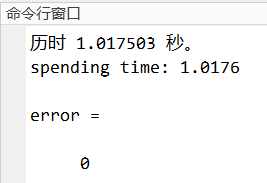 命令行窗口
历时 1.017503 秒。
spending time: 1.0176
error =
0